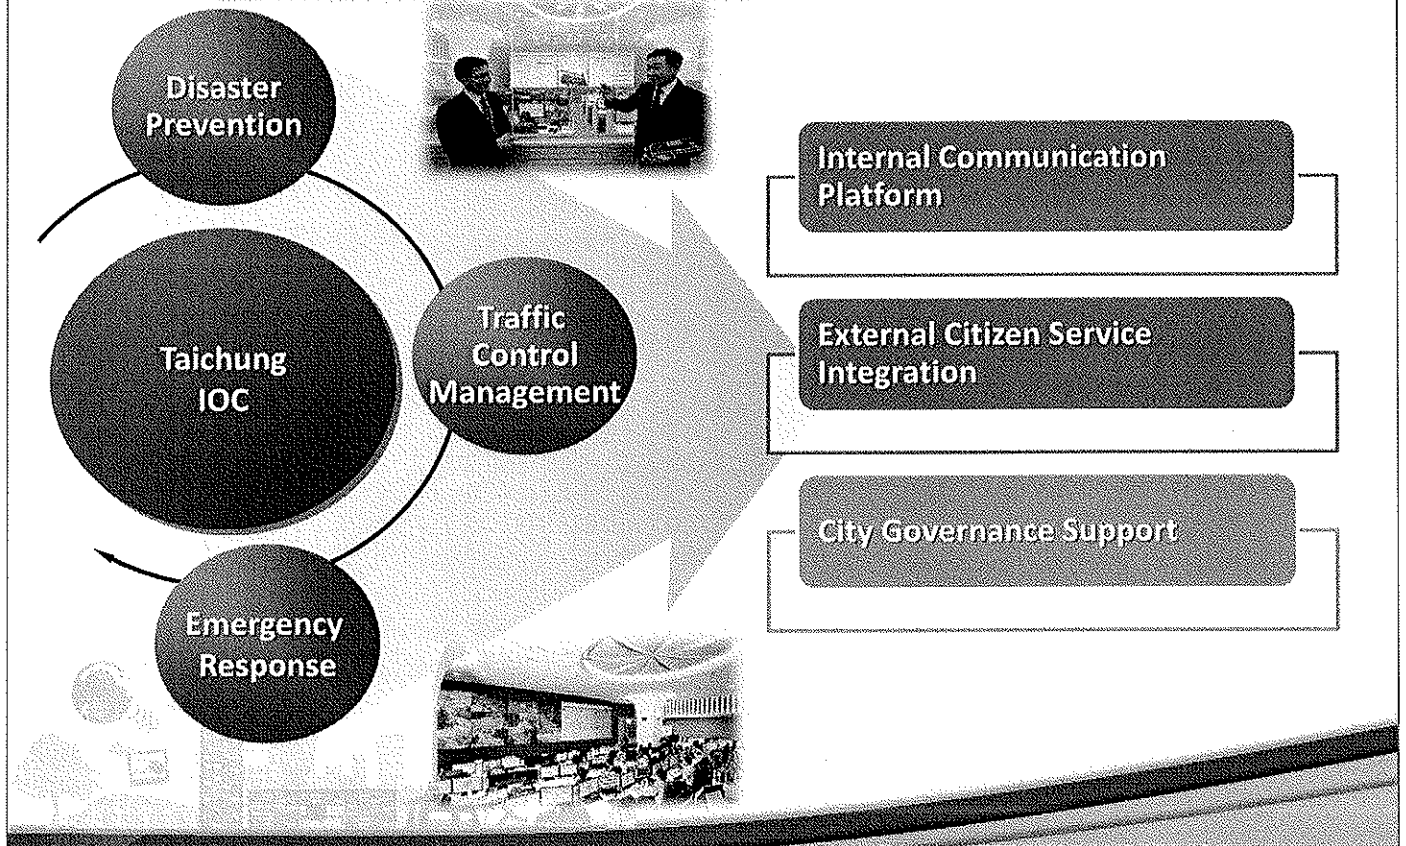 Disaster
Prevention
Taichung
IOC
Traffic
Control
Management
Emergency
Response
Internal Communication
Platform
External Citizen Service
Integration
City Governance Support